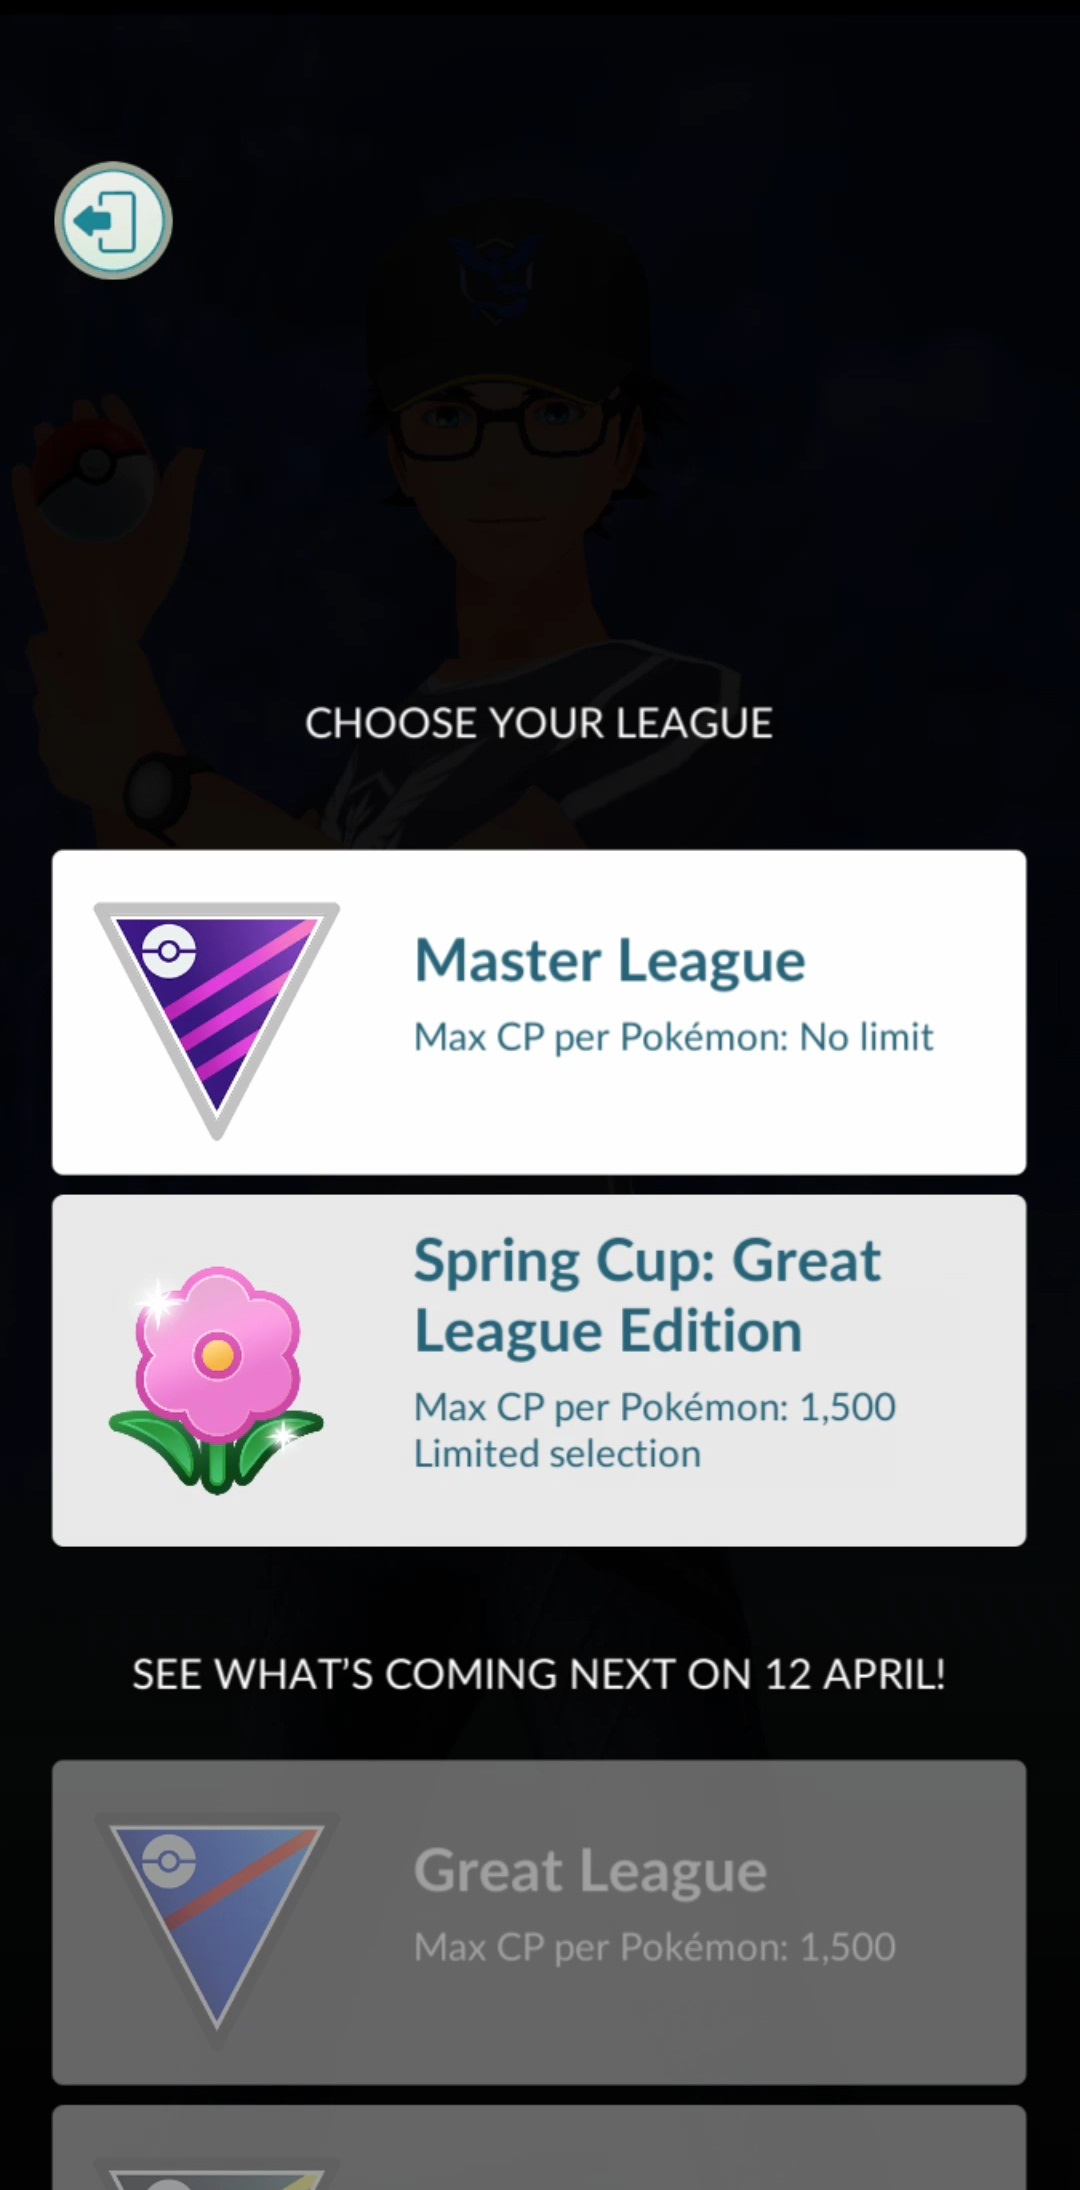 CHOOSE YOUR LEAGUE
Master League
Max CP per Pokémon: No limit
Spring Cup: Great
League Edition
Max CP per Pokémon: 1,500
Limited selection
SEE WHAT'S COMING NEXT ON 12 APRIL!
Great League
Max CP per Pokémon: 1,500